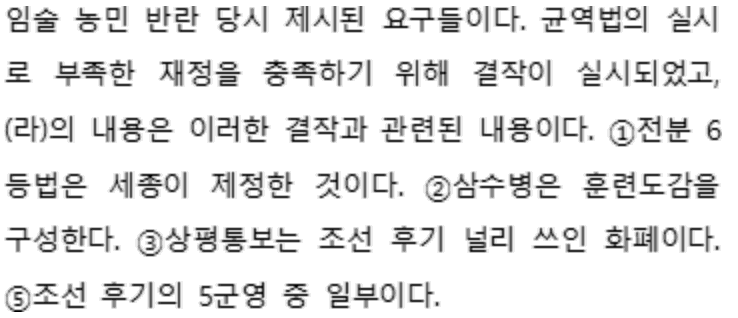 임술 농민 반란 당시 제시된 요구들이다. 균역법의 실시
로 부족한 재정을 충족하기 위해 결작이 실시되었고,
(라)의 내용은 이러한 결작과 관련된 내용이다. ①전분 6
등법은 세종이 제정한 것이다. ②삼수병은 훈련도감을
구성한다. ③상평통보는 조선 후기 널리 쓰인 화폐이다.
⑤조선 후기의 5군영 중 일부이다.